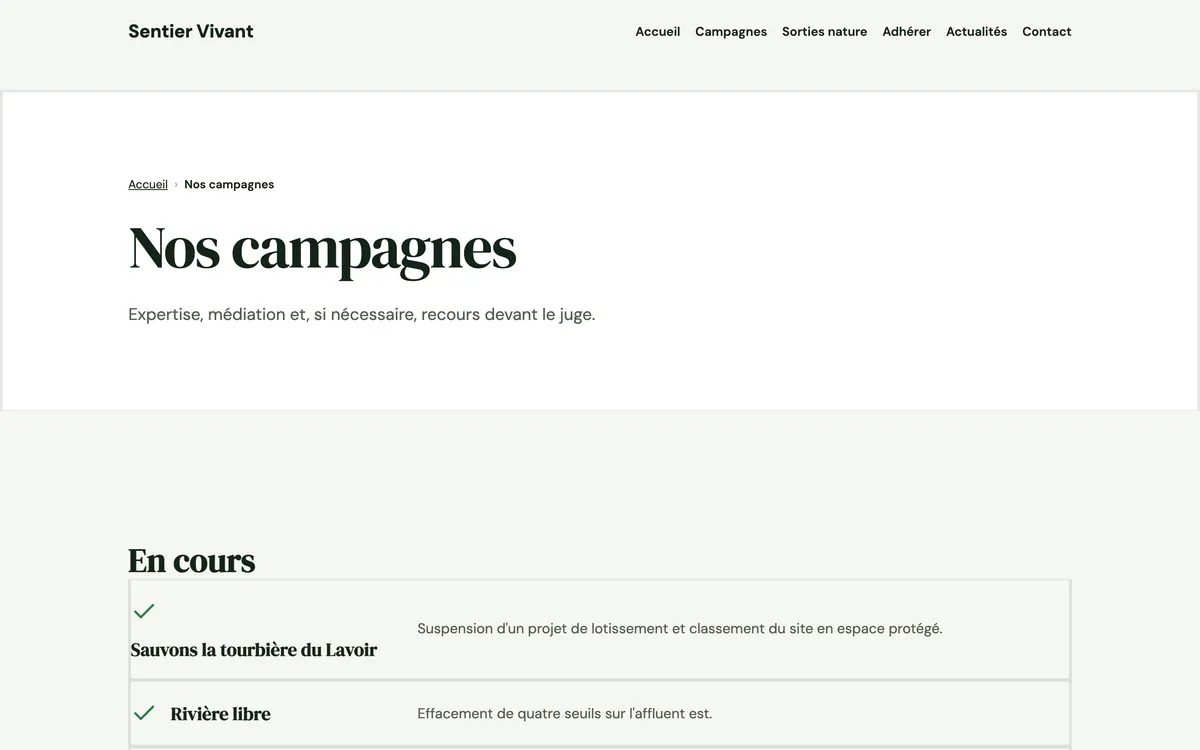 Sentier Vivant
Accueil Campagnes Sorties nature Adhérer Actualités Contact
Accueil › Nos campagnes
Nos campagnes
Expertise, médiation et, si nécessaire, recours devant le juge.
En cours
Sauvons la tourbière du Lavoir
Suspension d'un projet de lotissement et classement du site en espace protégé.
Rivière libre
Effacement de quatre seuils sur l'affluent est.